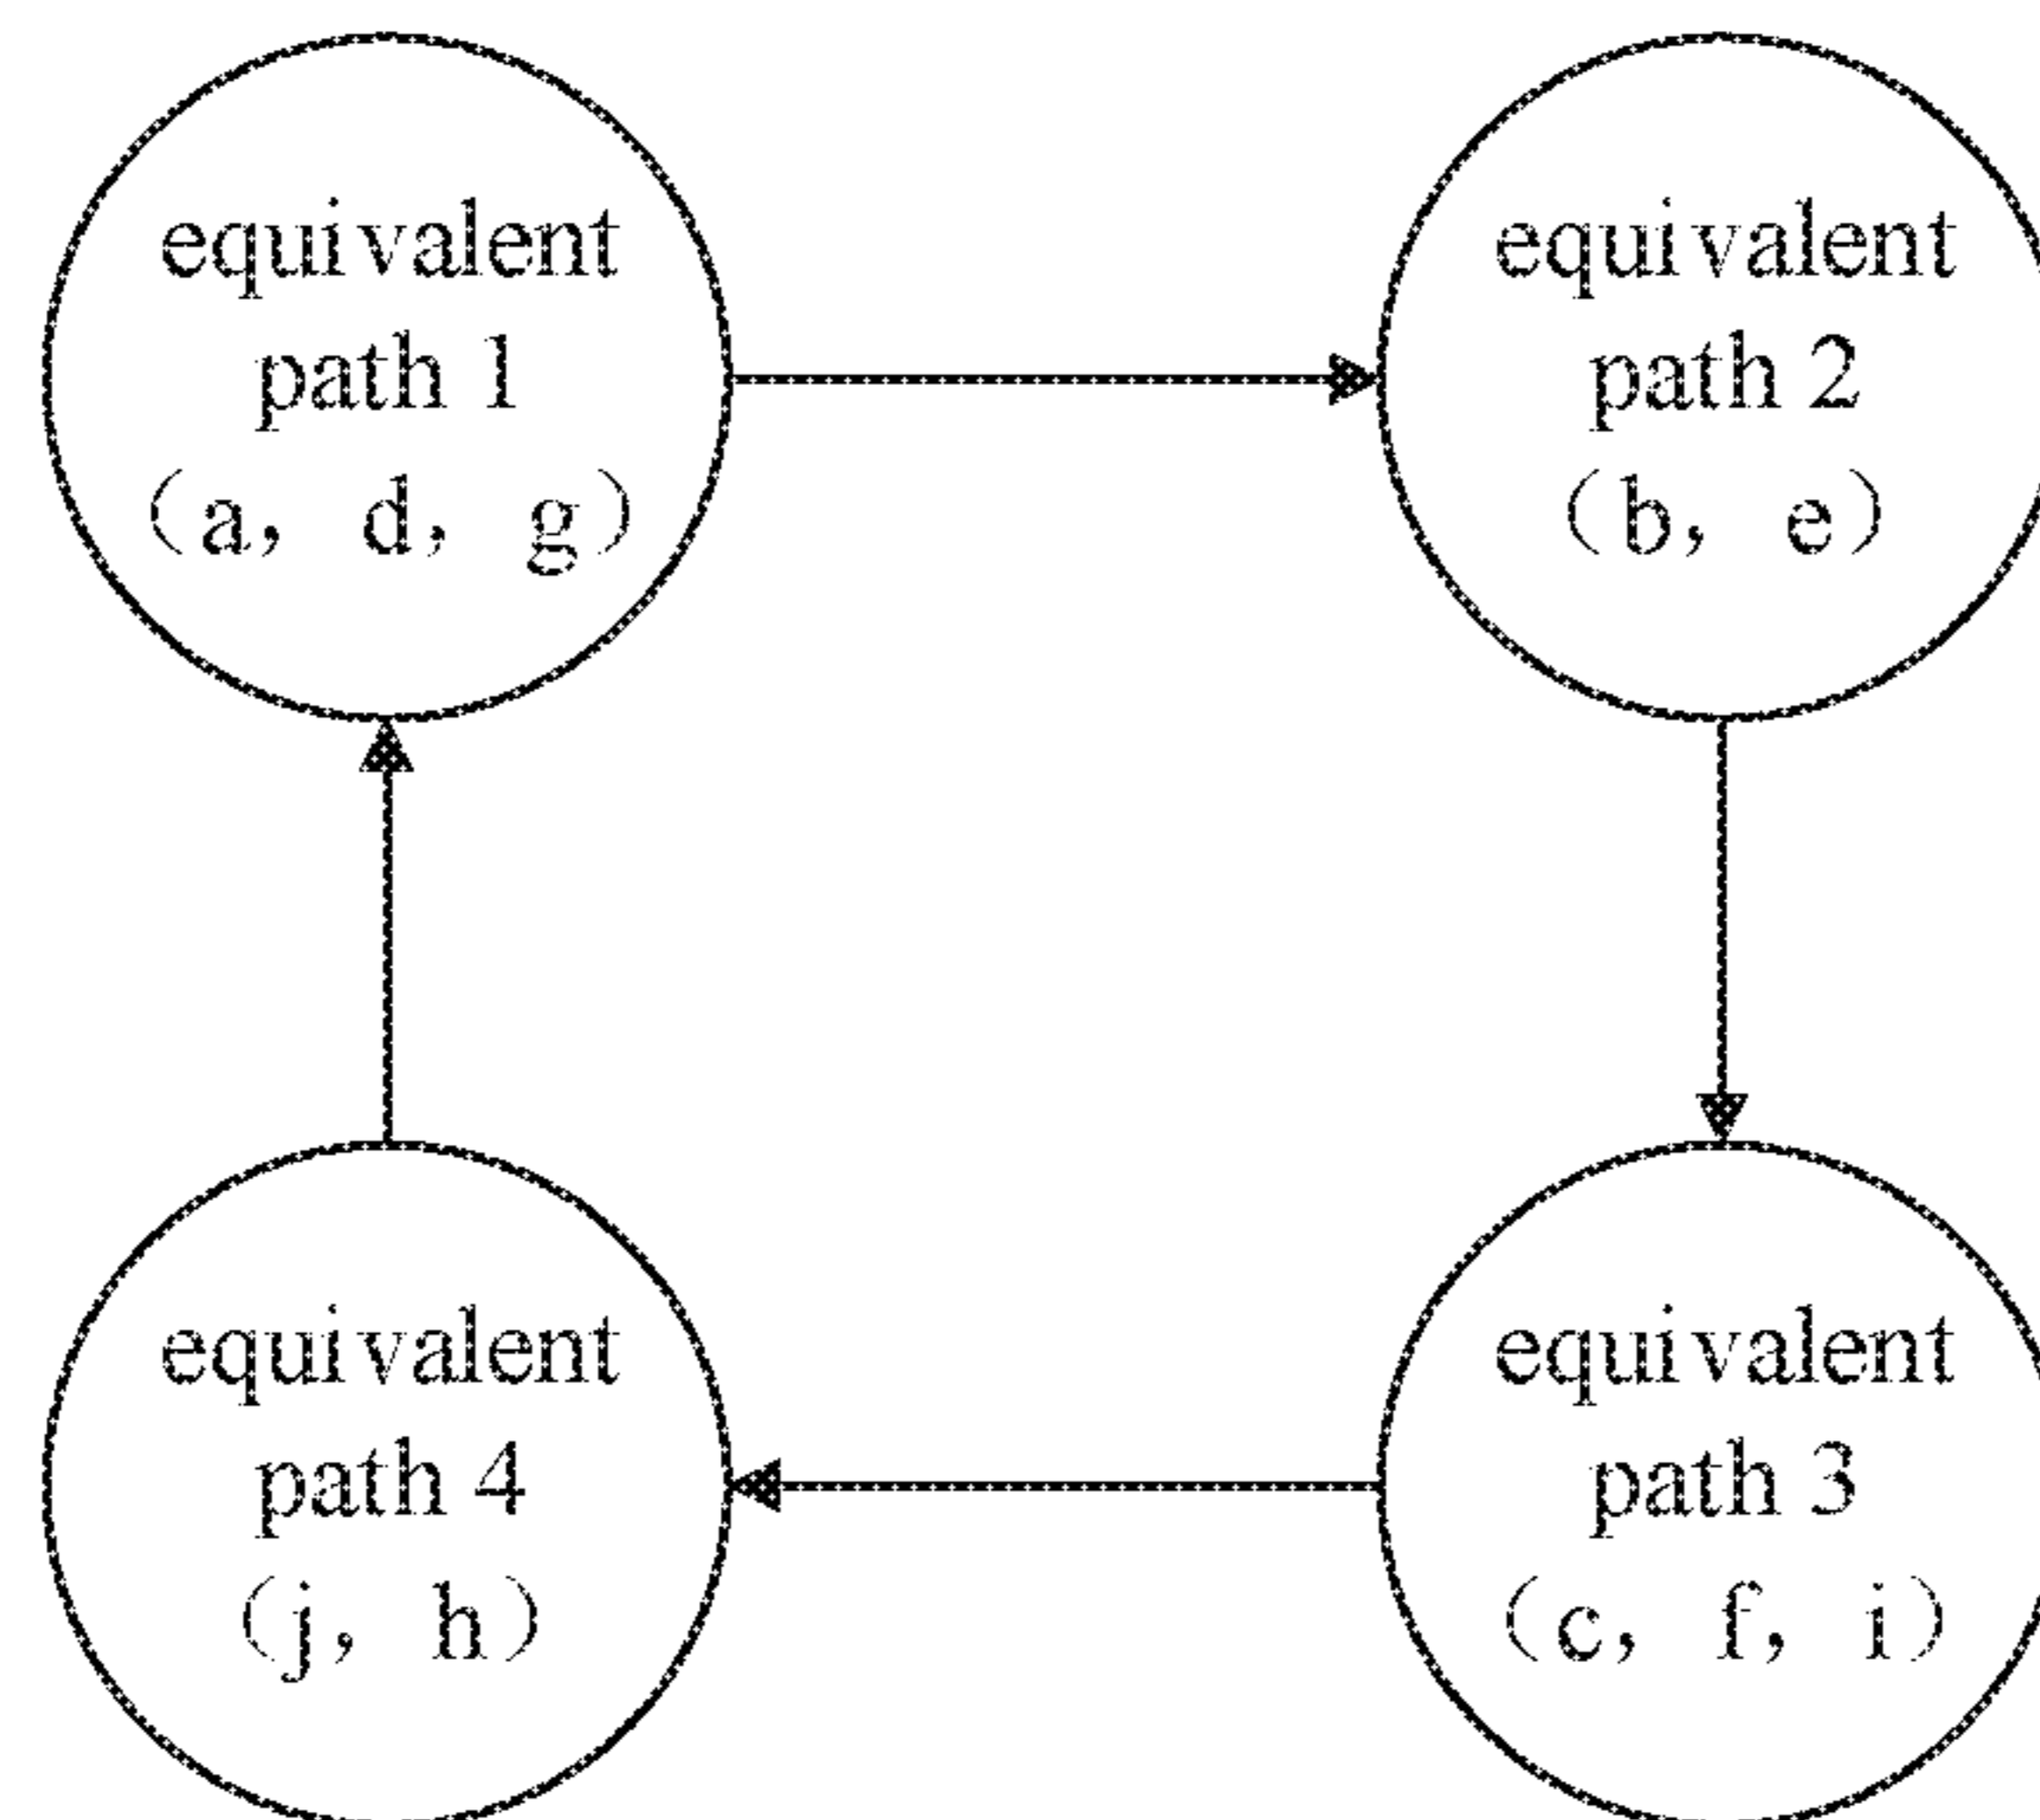 equivalent
path 1
(a, d, g)
equivalent
path 2
(b, e)
equivalent
path 4
(j, h)
equivalent
path 3
(c, f, i)